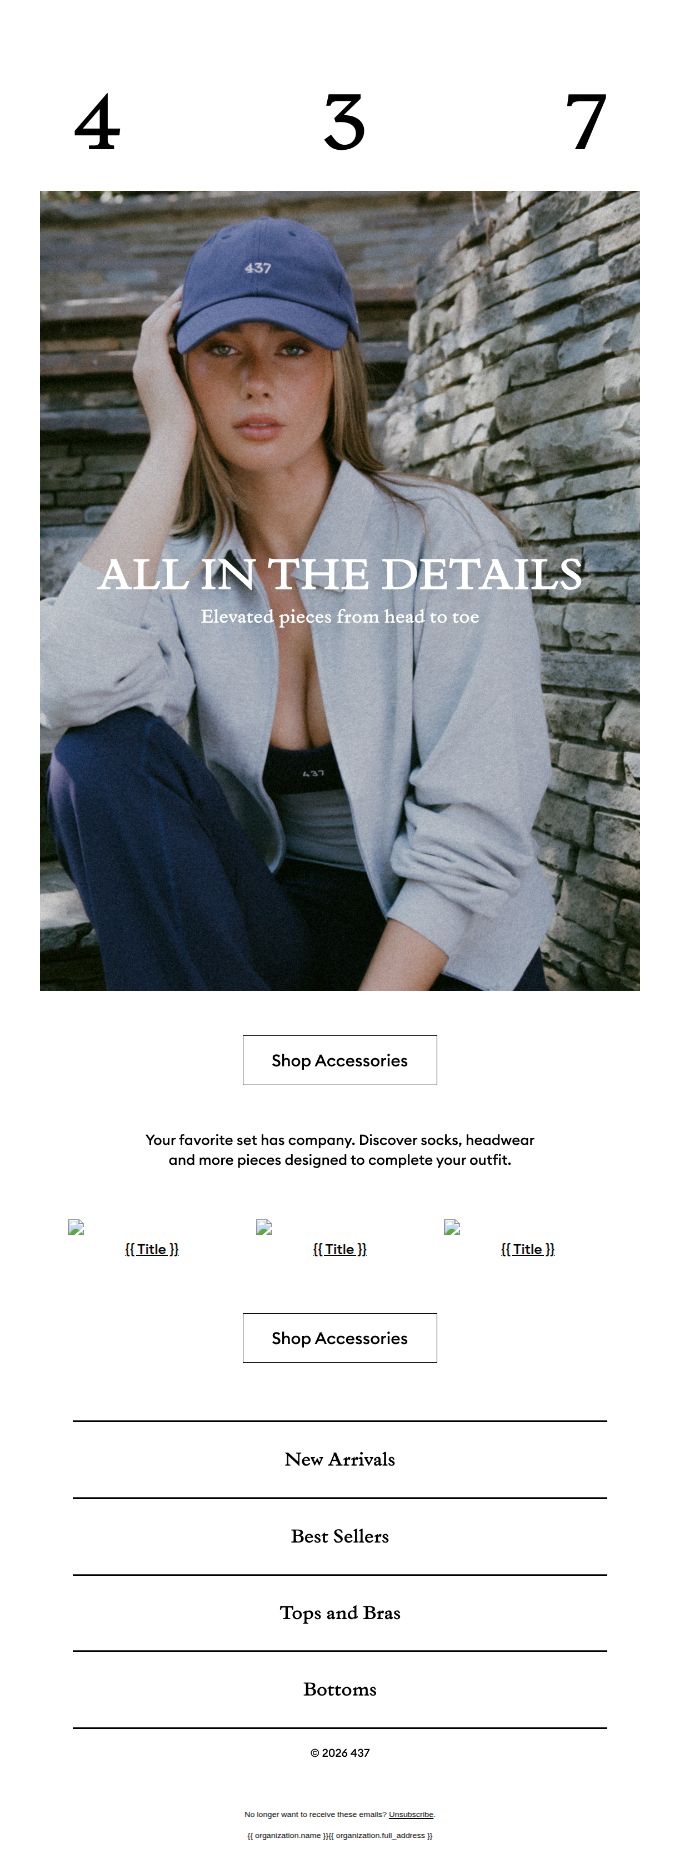 4 3 7
437
ALL IN THE DETAILS
Elevated pieces from head to toe
437
Shop Accessories
Your favorite set has company. Discover socks, headwear
and more pieces designed to complete your outfit.
{{ Title }} {{ Title }} {{ Title }}
Shop Accessories
New Arrivals
Best Sellers
Tops and Bras
Bottoms
© 2026 437
No longer want to receive these emails? Unsubscribe.
{{ organization.name }}{{ organization.full_address }}